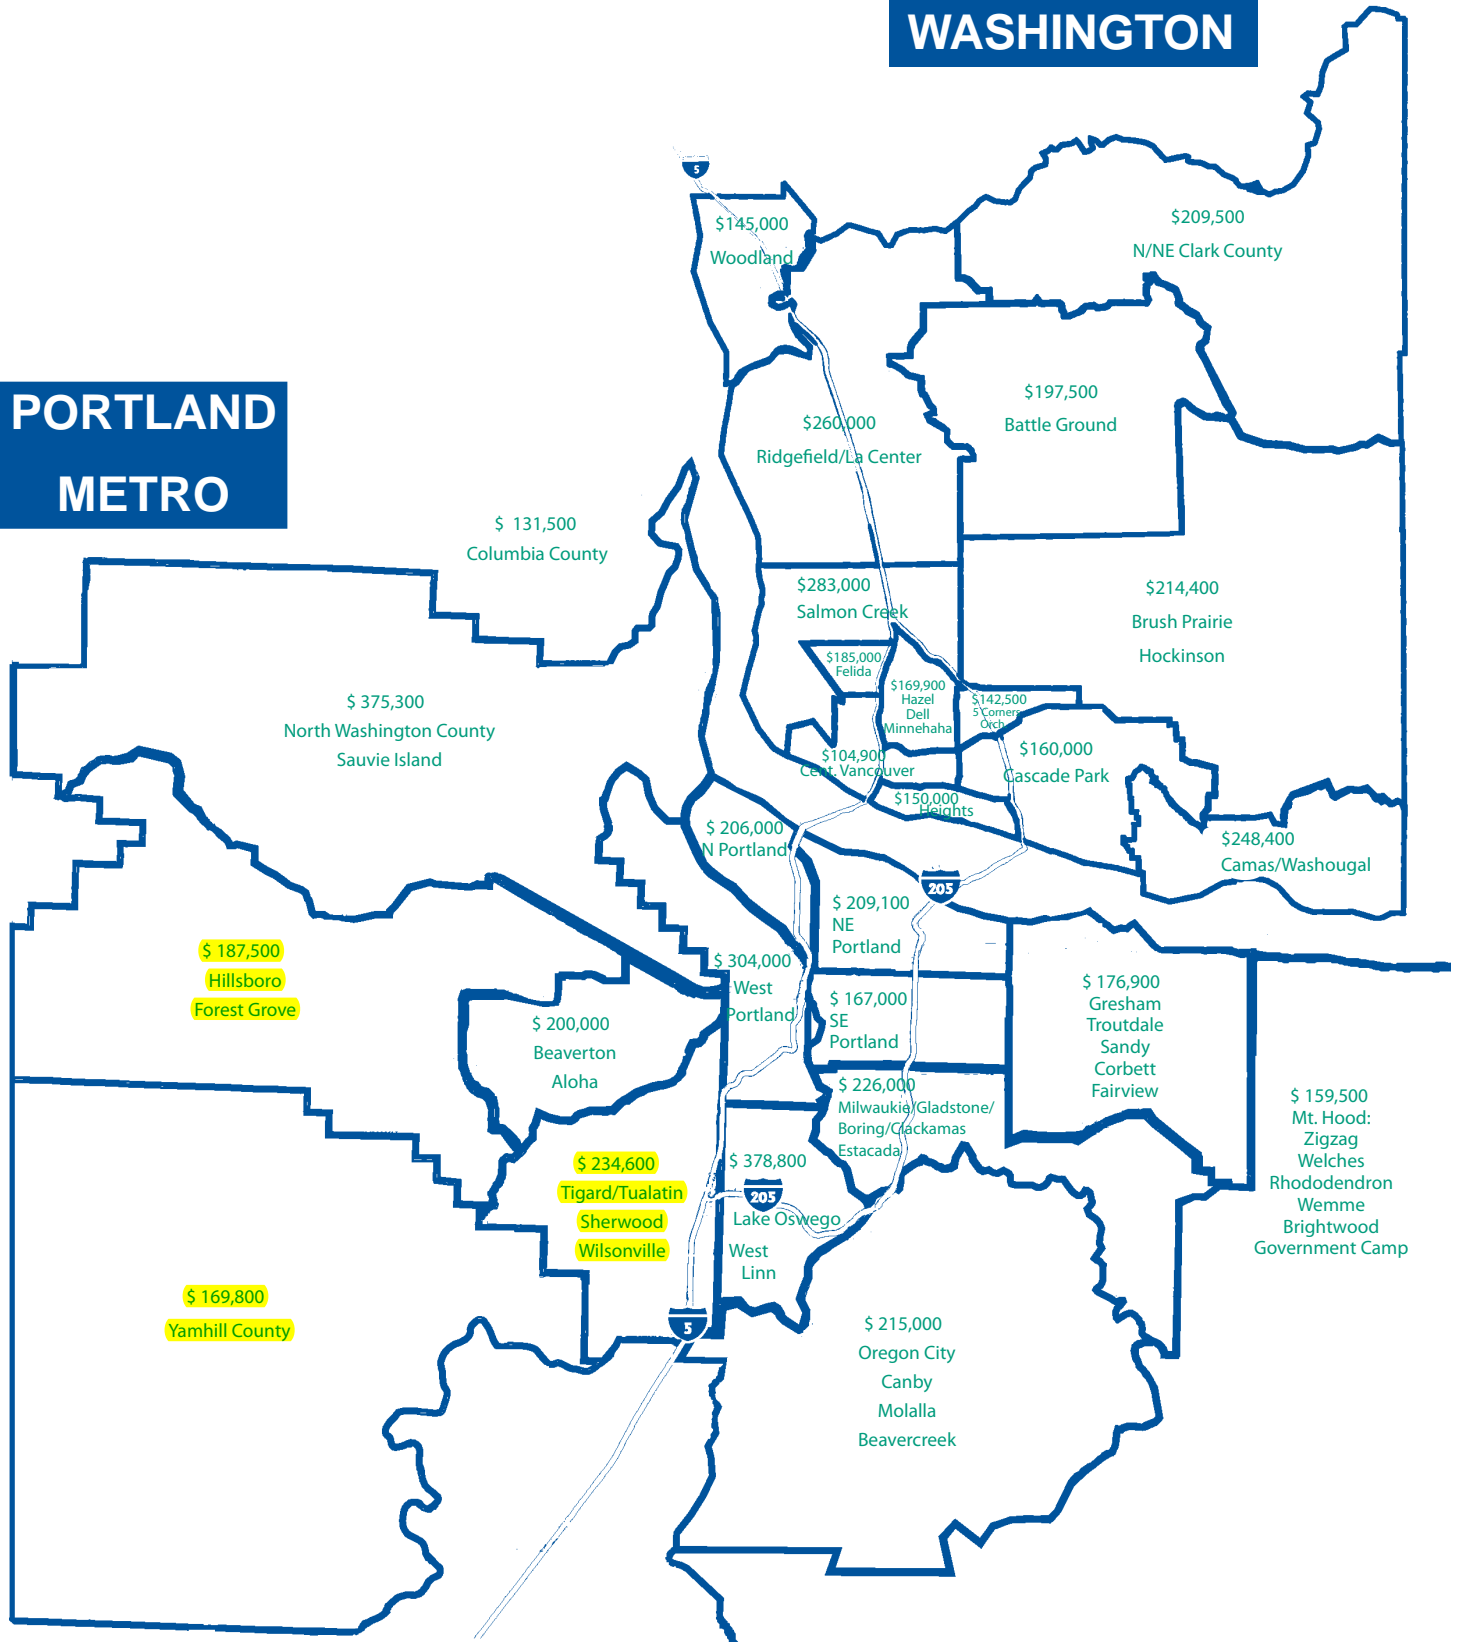 WASHINGTON
5
$145,000
Woodland
$209,500
N/NE Clark County
PORTLAND
METRO
$197,500
Battle Ground
$260,000
Ridgefield/La Center
$ 131,500
Columbia County
$283,000
Salmon Creek
$214,400
Brush Prairie
Hockinson
$185,000
Felida
$169,900
Hazel
Dell
Minnehaha
$142,500
5 Corners
Orch.
$ 375,300
North Washington County
Sauvie Island
$104,900
Cent. Vancouver
$160,000
Cascade Park
$150,000
Heights
$ 206,000
N Portland
$248,400
Camas/Washougal
205
$ 209,100
NE
Portland
$ 187,500
Hillsboro
Forest Grove
$ 304,000
West
Portland
$ 167,000
SE
Portland
$ 176,900
Gresham
Troutdale
Sandy
Corbett
Fairview
$ 200,000
Beaverton
Aloha
$ 226,000
Milwaukie/Gladstone/
Boring/Clackamas
Estacada
$ 159,500
Mt. Hood:
Zigzag
Welches
Rhododendron
Wemme
Brightwood
Government Camp
$ 234,600
Tigard/Tualatin
Sherwood
Wilsonville
$ 378,800
205
Lake Oswego
West
Linn
$ 169,800
Yamhill County
5
$ 215,000
Oregon City
Canby
Molalla
Beavercreek